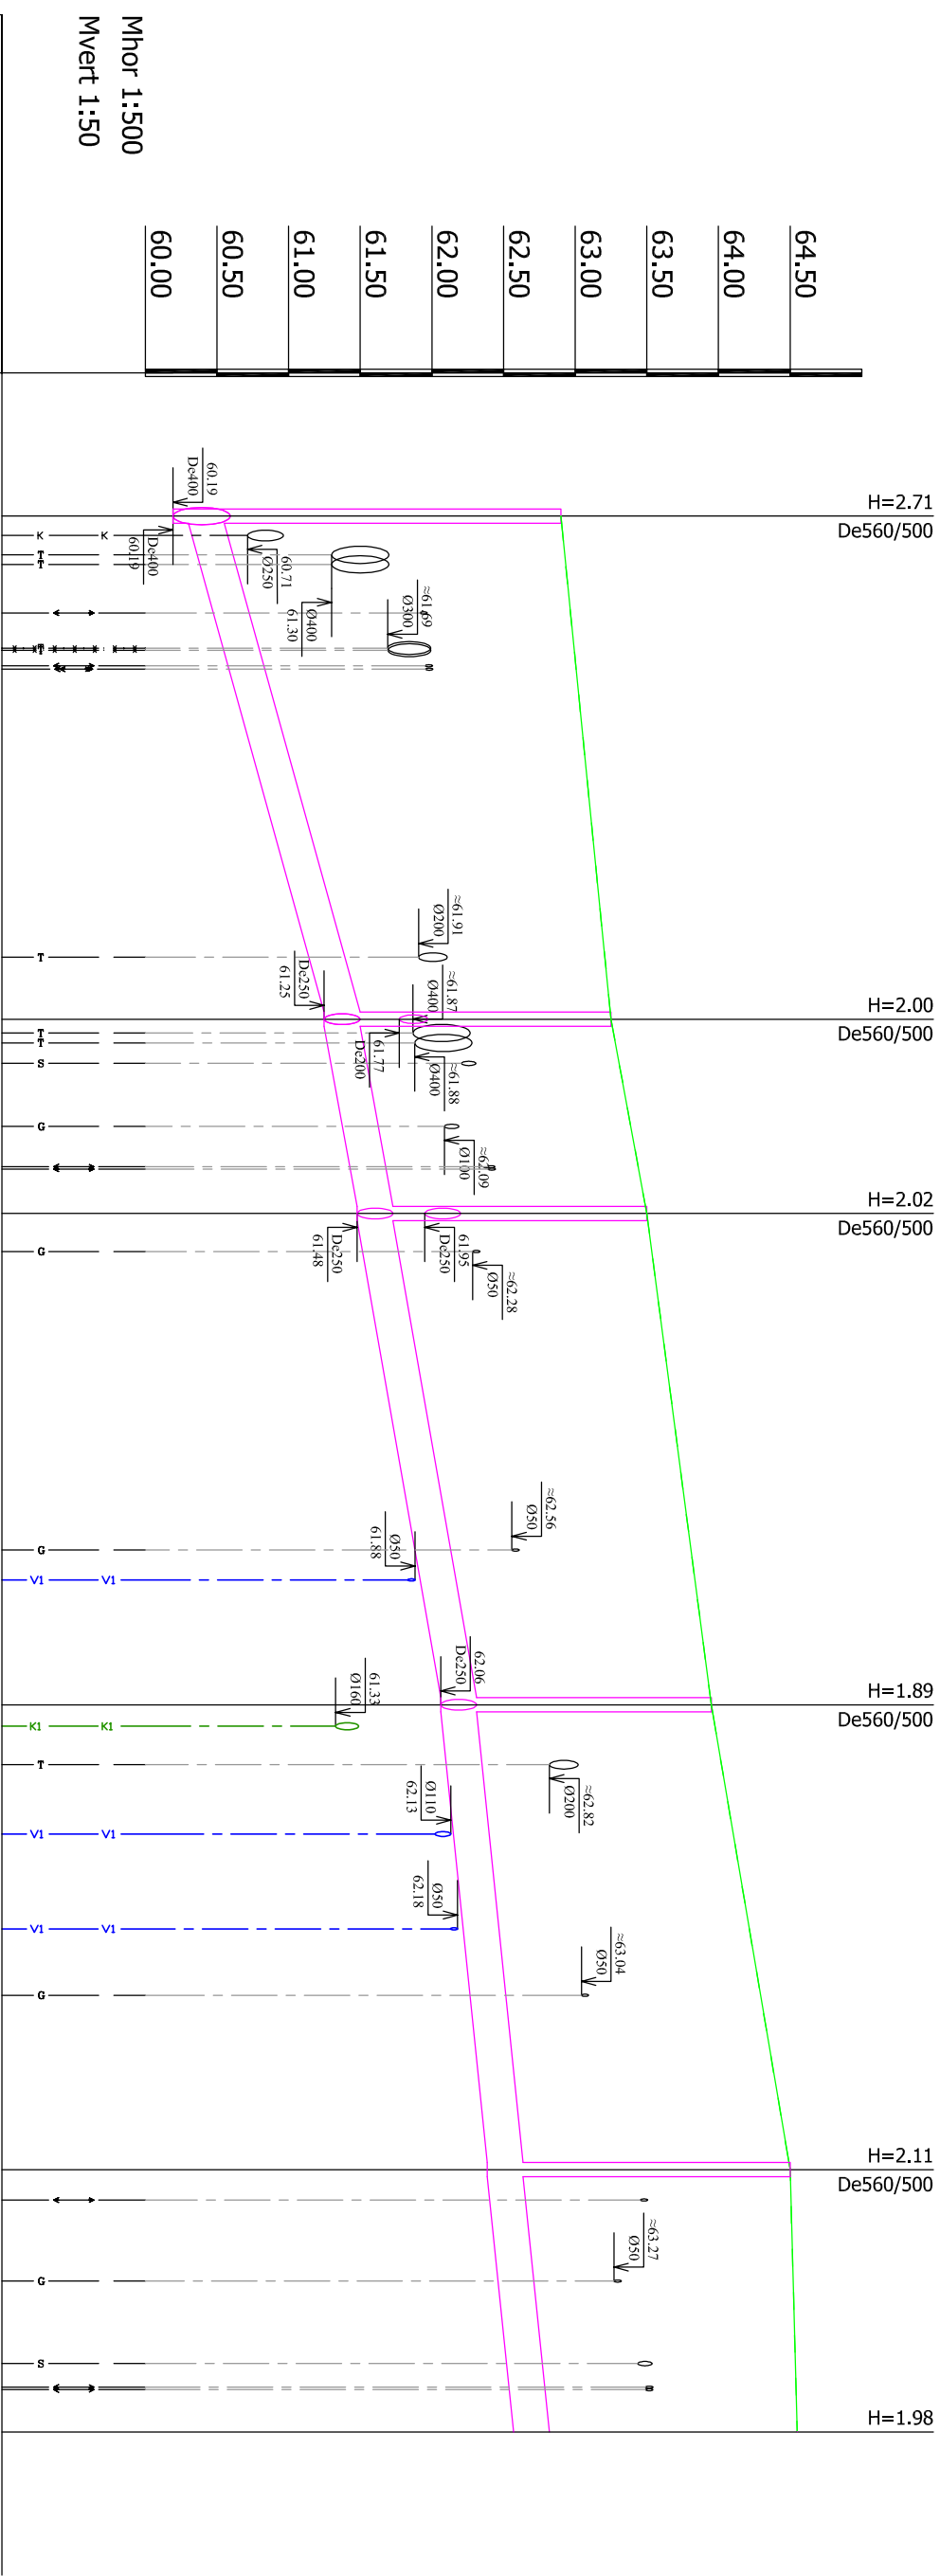 Mhor 1:500
Mvert 1:50
64.50
64.00
63.50
63.00
62.50
62.00
61.50
61.00
60.50
60.00
H=2.71
De560/500
H=2.00
De560/500
H=2.02
De560/500
H=1.89
De560/500
H=2.11
De560/500
H=1.98
60.19
De400
De400
60.19
60.71
Ø250
Ø400
61.30
≈61.69
Ø300
≈61.91
Ø200
De250
61.25
≈61.87
Ø400
61.77
De200
≈61.88
Ø400
≈62.09
Ø100
De250
61.48
61.95
De250
≈62.28
Ø50
≈62.56
Ø50
Ø50
61.88
62.06
De250
61.33
Ø160
≈62.82
Ø200
Ø110
62.13
Ø50
62.18
≈63.04
Ø50
≈63.27
Ø50
K K
T
T
T
T
T
T
S
G
G
G
V1 V1
K1 K1
T
V1 V1
V1 V1
G
G
S